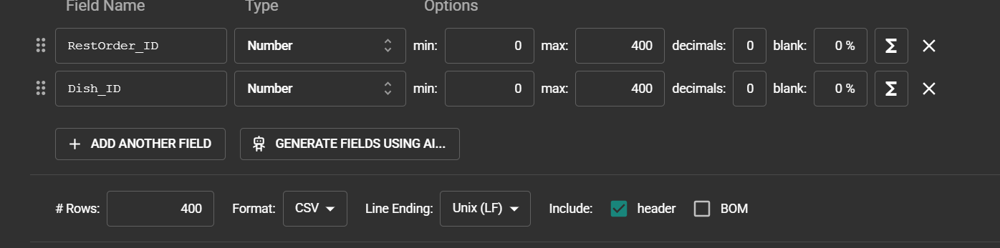 Field Name Type Options
RestOrder_ID Number min: 0 max: 400 decimals: 0 blank: 0 % Σ
Dish_ID Number min: 0 max: 400 decimals: 0 blank: 0 % Σ
ADD ANOTHER FIELD GENERATE FIELDS USING AI...
# Rows: 400 Format: CSV Line Ending: Unix (LF) Include: header BOM